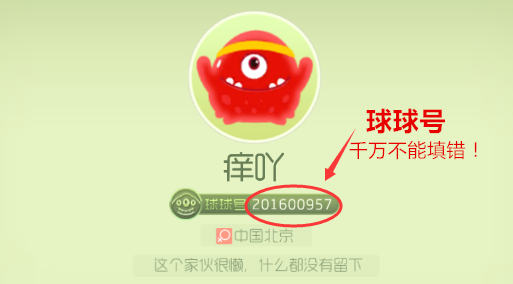 球球号
千万不能填错！
痒吖
球球号 201600957
中国北京
这个家伙很懒，什么都没有留下